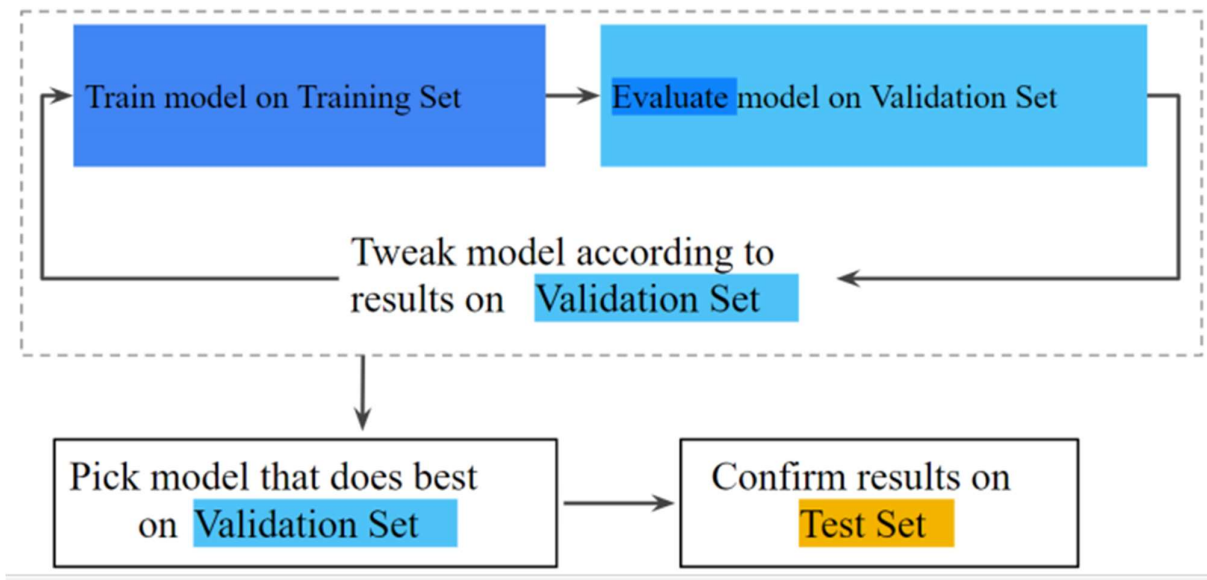 Train model on Training Set
Evaluate model on Validation Set
Tweak model according to
results on Validation Set
Pick model that does best
on Validation Set
Confirm results on
Test Set